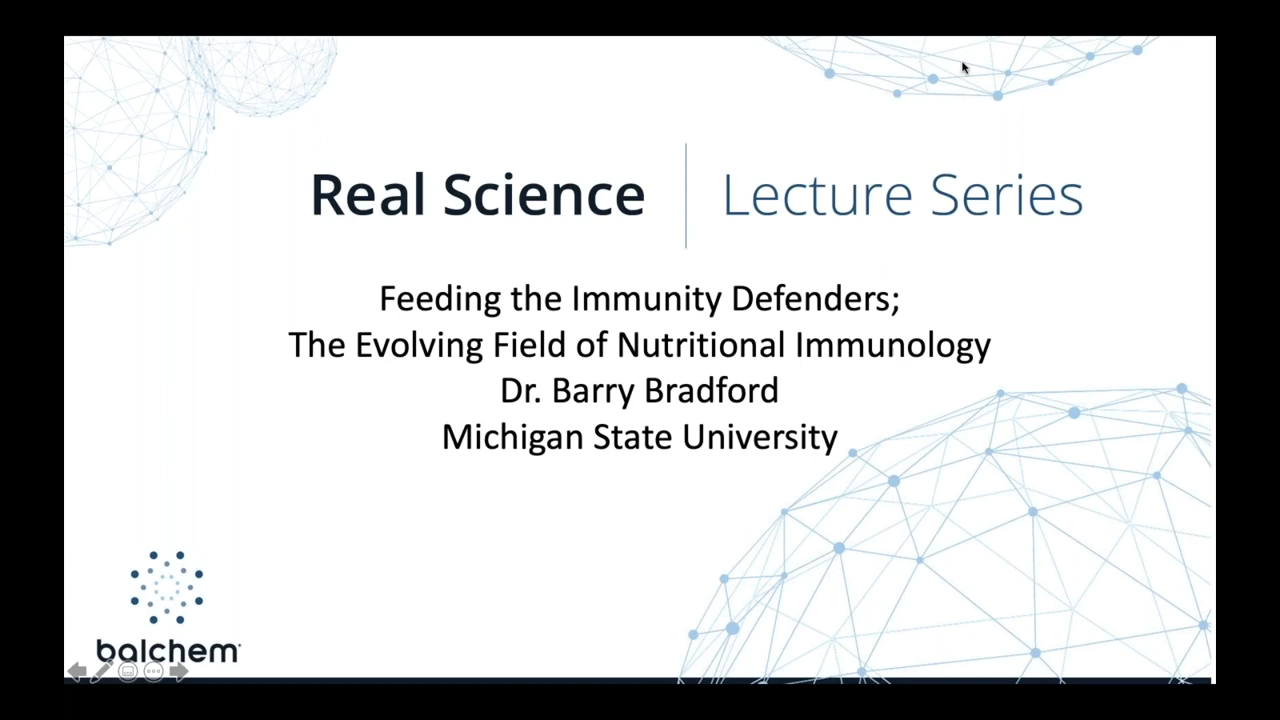 Real Science | Lecture Series
Feeding the Immunity Defenders;
The Evolving Field of Nutritional Immunology
Dr. Barry Bradford
Michigan State University
balchem